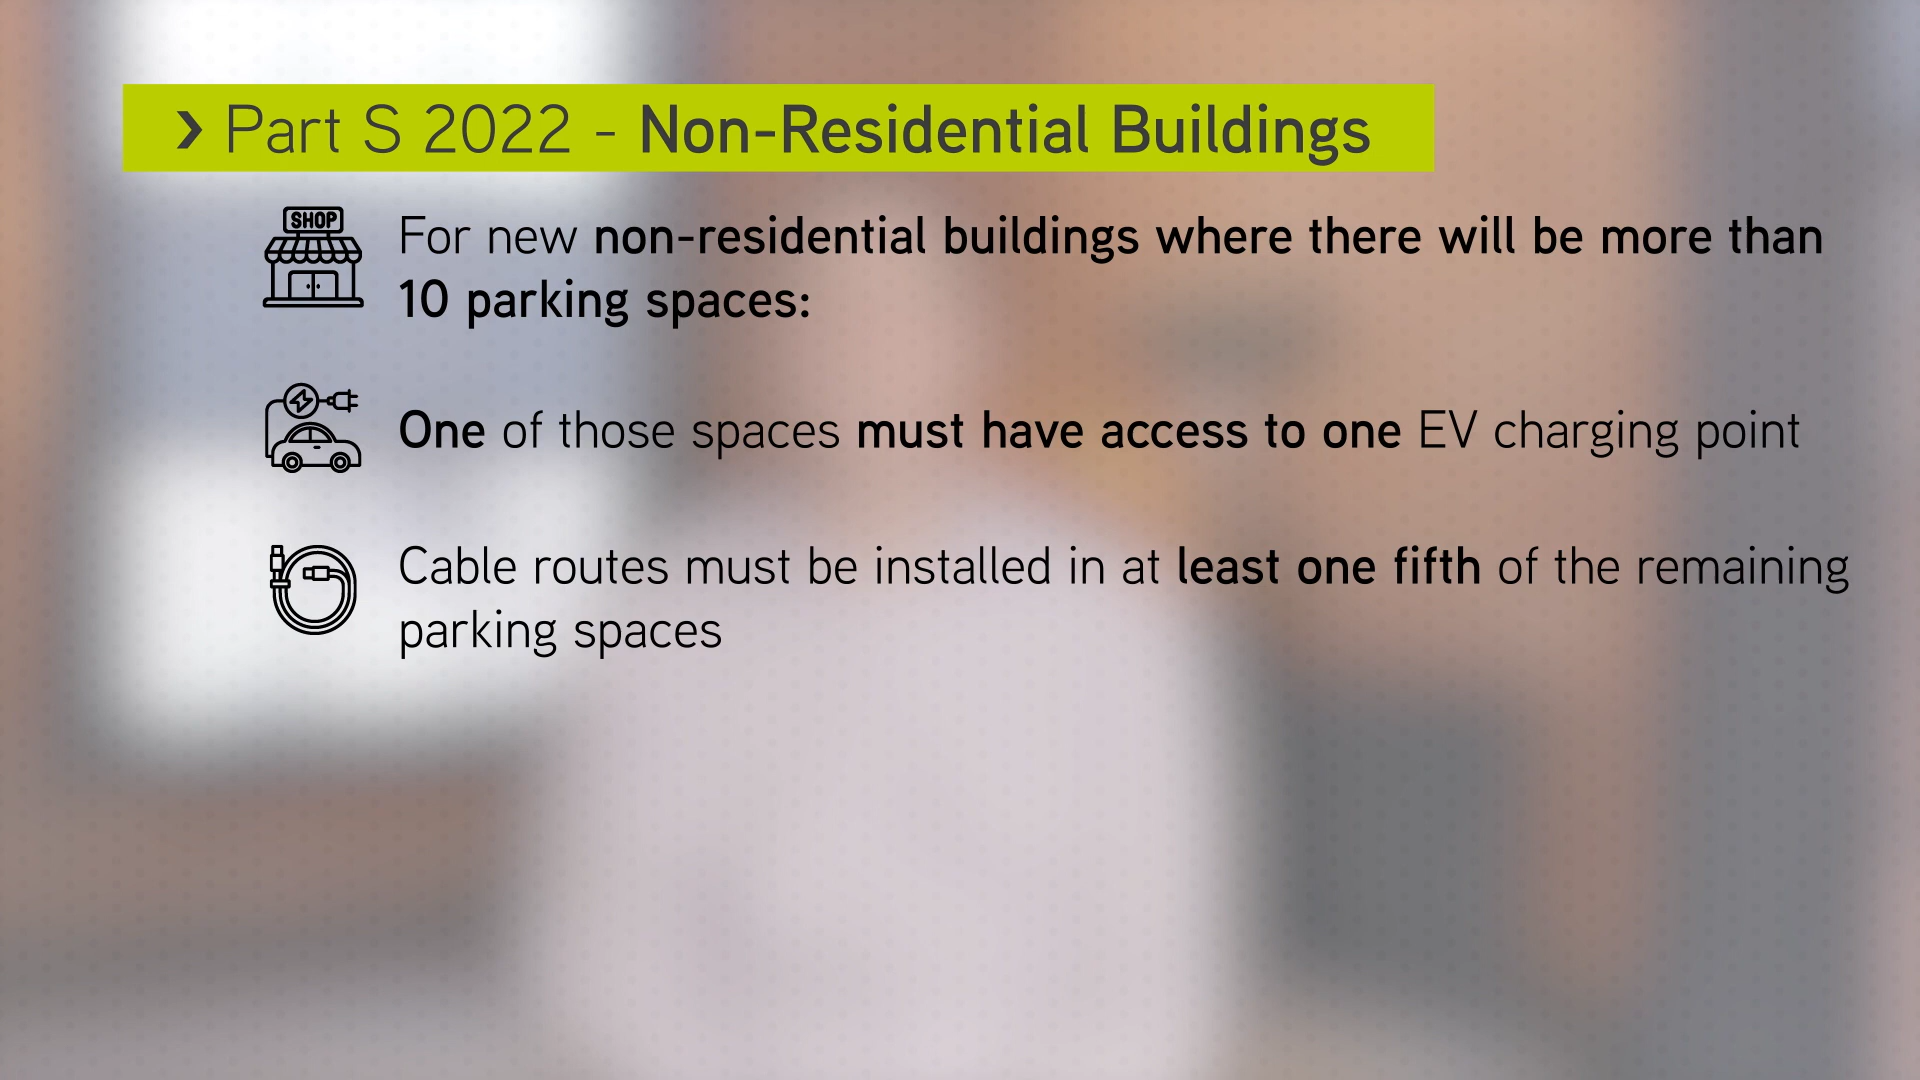 › Part S 2022 - Non-Residential Buildings
SHOP
For new non-residential buildings where there will be more than
10 parking spaces:
One of those spaces must have access to one EV charging point
Cable routes must be installed in at least one fifth of the remaining
parking spaces